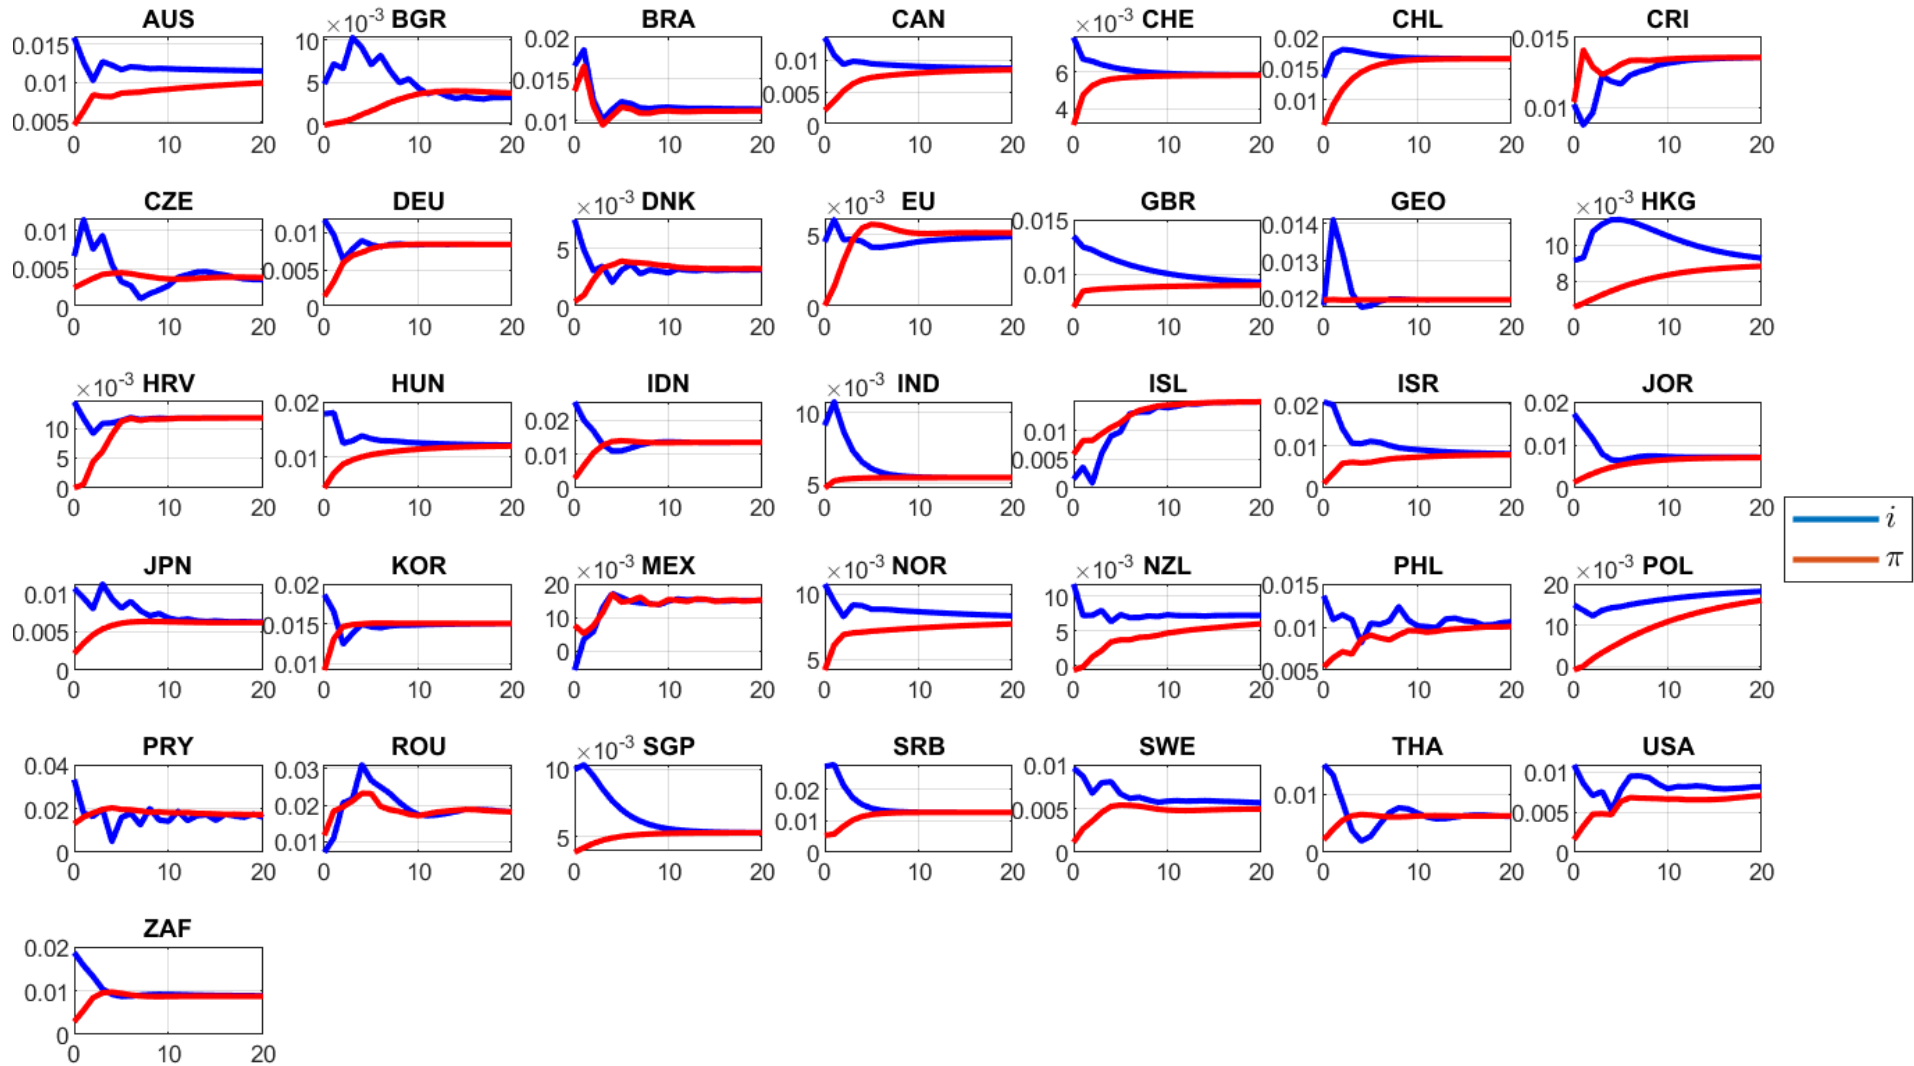 AUS ×10⁻³ BGR BRA CAN ×10⁻³ CHE CHL CRI
0.015 0.01 0.005 0 10 20
10 5 0 0 10 20
0.02 0.015 0.01 0 10 20
0.01 0.005 0 0 10 20
6 4 0 10 20
0.02 0.015 0.01 0 10 20
0.015 0.01 0 10 20
CZE DEU ×10⁻³ DNK ×10⁻³ EU GBR GEO ×10⁻³ HKG
0.01 0.005 0 0 10 20
0.01 0.005 0 0 10 20
5 0 0 10 20
5 0 0 10 20
0.015 0.01 0 10 20
0.014 0.013 0.012 0 10 20
10 8 0 10 20
×10⁻³ HRV HUN IDN ×10⁻³ IND ISL ISR JOR
10 5 0 0 10 20
0.02 0.01 0 10 20
0.02 0.01 0 0 10 20
10 5 0 10 20
0.01 0.005 0 0 10 20
0.02 0.01 0 0 10 20
0.02 0.01 0 0 10 20
i
π
JPN KOR ×10⁻³ MEX ×10⁻³ NOR ×10⁻³ NZL PHL ×10⁻³ POL
0.01 0.005 0 0 10 20
0.02 0.015 0.01 0 10 20
20 10 0 0 10 20
10 5 0 10 20
10 5 0 0 10 20
0.015 0.01 0.005 0 10 20
20 10 0 0 10 20
PRY ROU ×10⁻³ SGP SRB SWE THA USA
0.04 0.02 0 0 10 20
0.03 0.02 0.01 0 10 20
10 5 0 10 20
0.02 0.01 0 0 10 20
0.01 0.005 0 0 10 20
0.01 0 0 10 20
0.01 0.005 0 0 10 20
ZAF
0.02 0.01 0 0 10 20